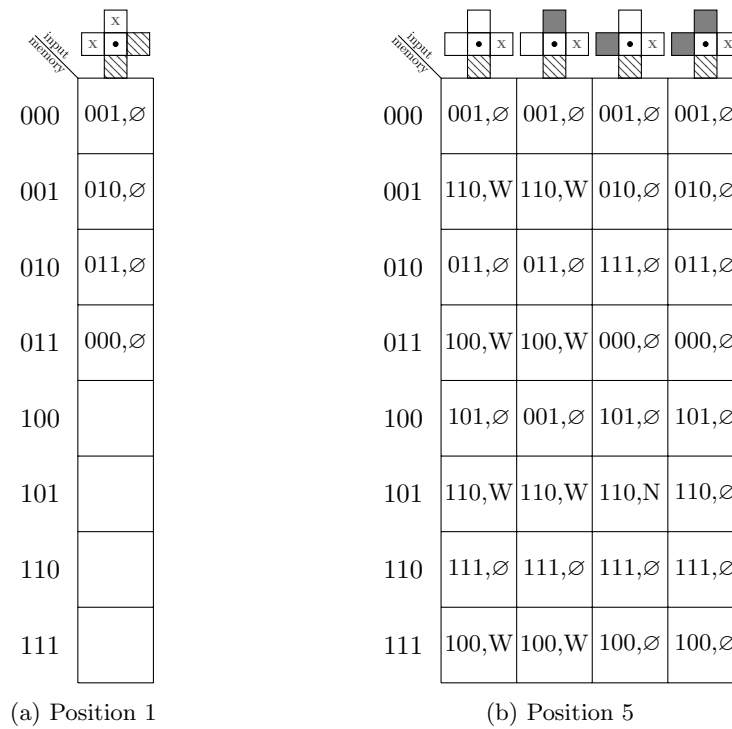 x x
input x x x x x
memory
input
memory
000 001,∅ 000 001,∅ 001,∅ 001,∅ 001,∅
001 010,∅ 001 110,W 110,W 010,∅ 010,∅
010 011,∅ 010 011,∅ 011,∅ 111,∅ 011,∅
011 000,∅ 011 100,W 100,W 000,∅ 000,∅
100 100 101,∅ 001,∅ 101,∅ 101,∅
101 101 110,W 110,W 110,N 110,∅
110 110 111,∅ 111,∅ 111,∅ 111,∅
111 111 100,W 100,W 100,∅ 100,∅
(a) Position 1 (b) Position 5